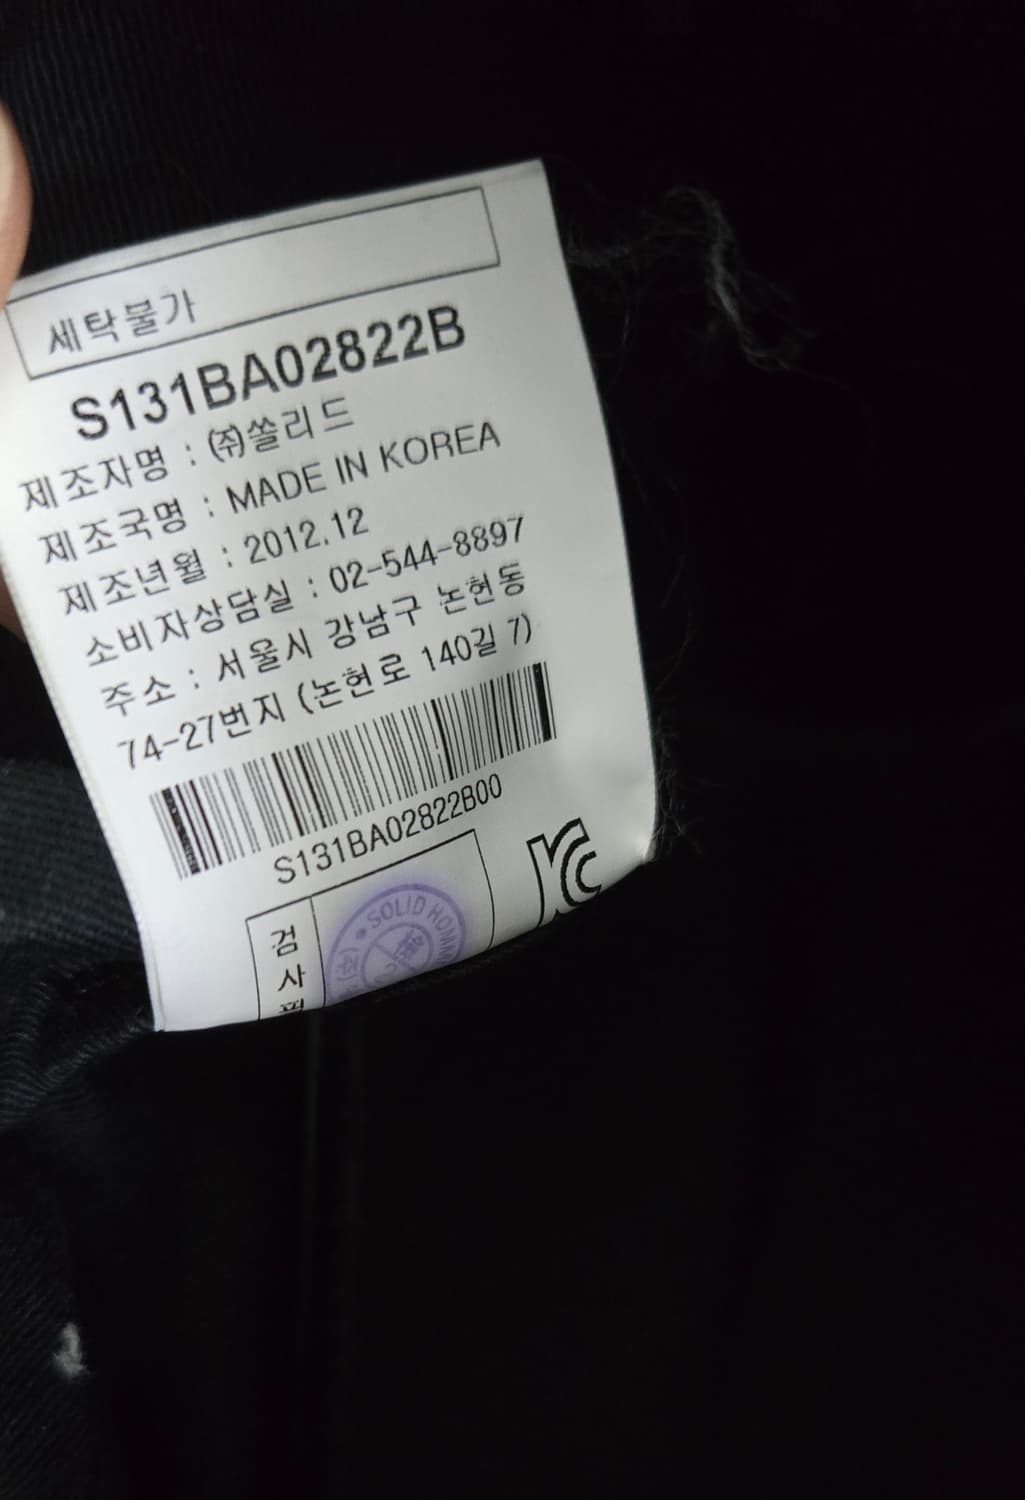 세탁불가
S131BA02822B
제조자명 : ㈜쏠리드
제조국명 : MADE IN KOREA
제조년월 : 2012.12
소비자상담실 : 02-544-8897
주소 : 서울시 강남구 논현동
74-27번지 (논현로 140길 7)
S131BA02822B00
검
사
SOLID HOMM
(주)